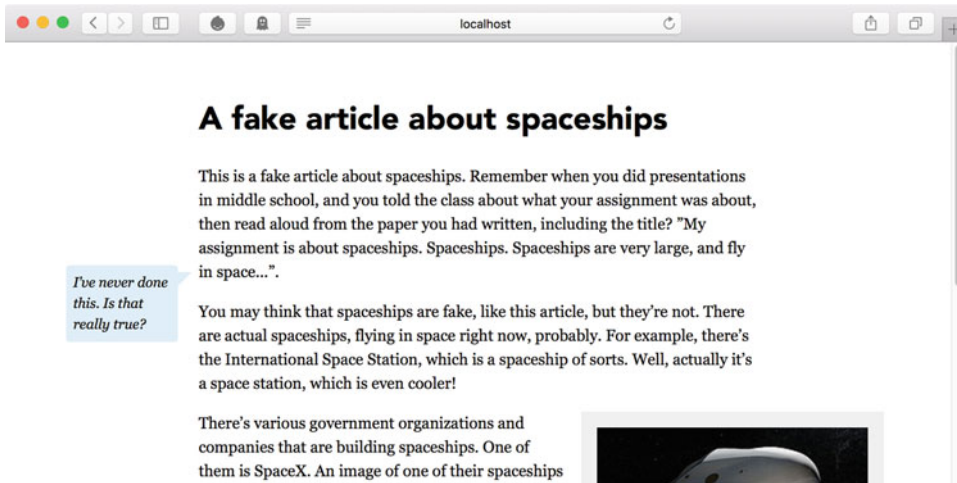 localhost
A fake article about spaceships
This is a fake article about spaceships. Remember when you did presentations
in middle school, and you told the class about what your assignment was about,
then read aloud from the paper you had written, including the title? ”My
assignment is about spaceships. Spaceships. Spaceships are very large, and fly
in space...”.
I’ve never done
this. Is that
really true?
You may think that spaceships are fake, like this article, but they’re not. There
are actual spaceships, flying in space right now, probably. For example, there’s
the International Space Station, which is a spaceship of sorts. Well, actually it’s
a space station, which is even cooler!
There’s various government organizations and
companies that are building spaceships. One of
them is SpaceX. An image of one of their spaceships